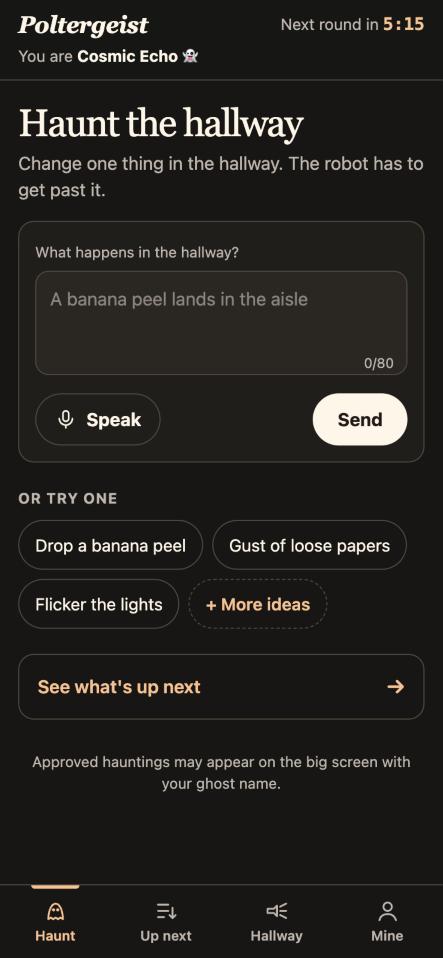 Poltergeist
Next round in 5:15
You are Cosmic Echo 👻
Haunt the hallway
Change one thing in the hallway. The robot has to
get past it.
What happens in the hallway?
A banana peel lands in the aisle
0/80
Speak
Send
OR TRY ONE
Drop a banana peel
Gust of loose papers
Flicker the lights
+ More ideas
See what's up next
Approved hauntings may appear on the big screen with
your ghost name.
Haunt
Up next
Hallway
Mine